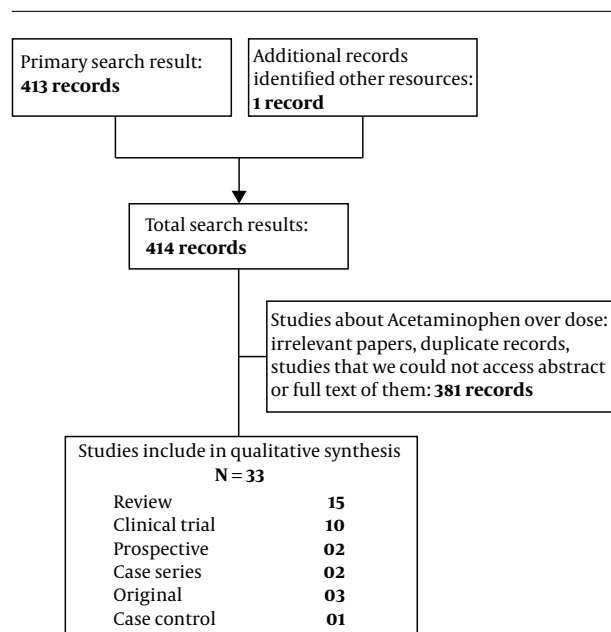 Primary search result:
413 records
Additional records
identified other resources:
1 record
Total search results:
414 records
Studies about Acetaminophen over dose:
irrelevant papers, duplicate records,
studies that we could not access abstract
or full text of them: 381 records
Studies include in qualitative synthesis
N = 33
Review 15
Clinical trial 10
Prospective 02
Case series 02
Original 03
Case control 01